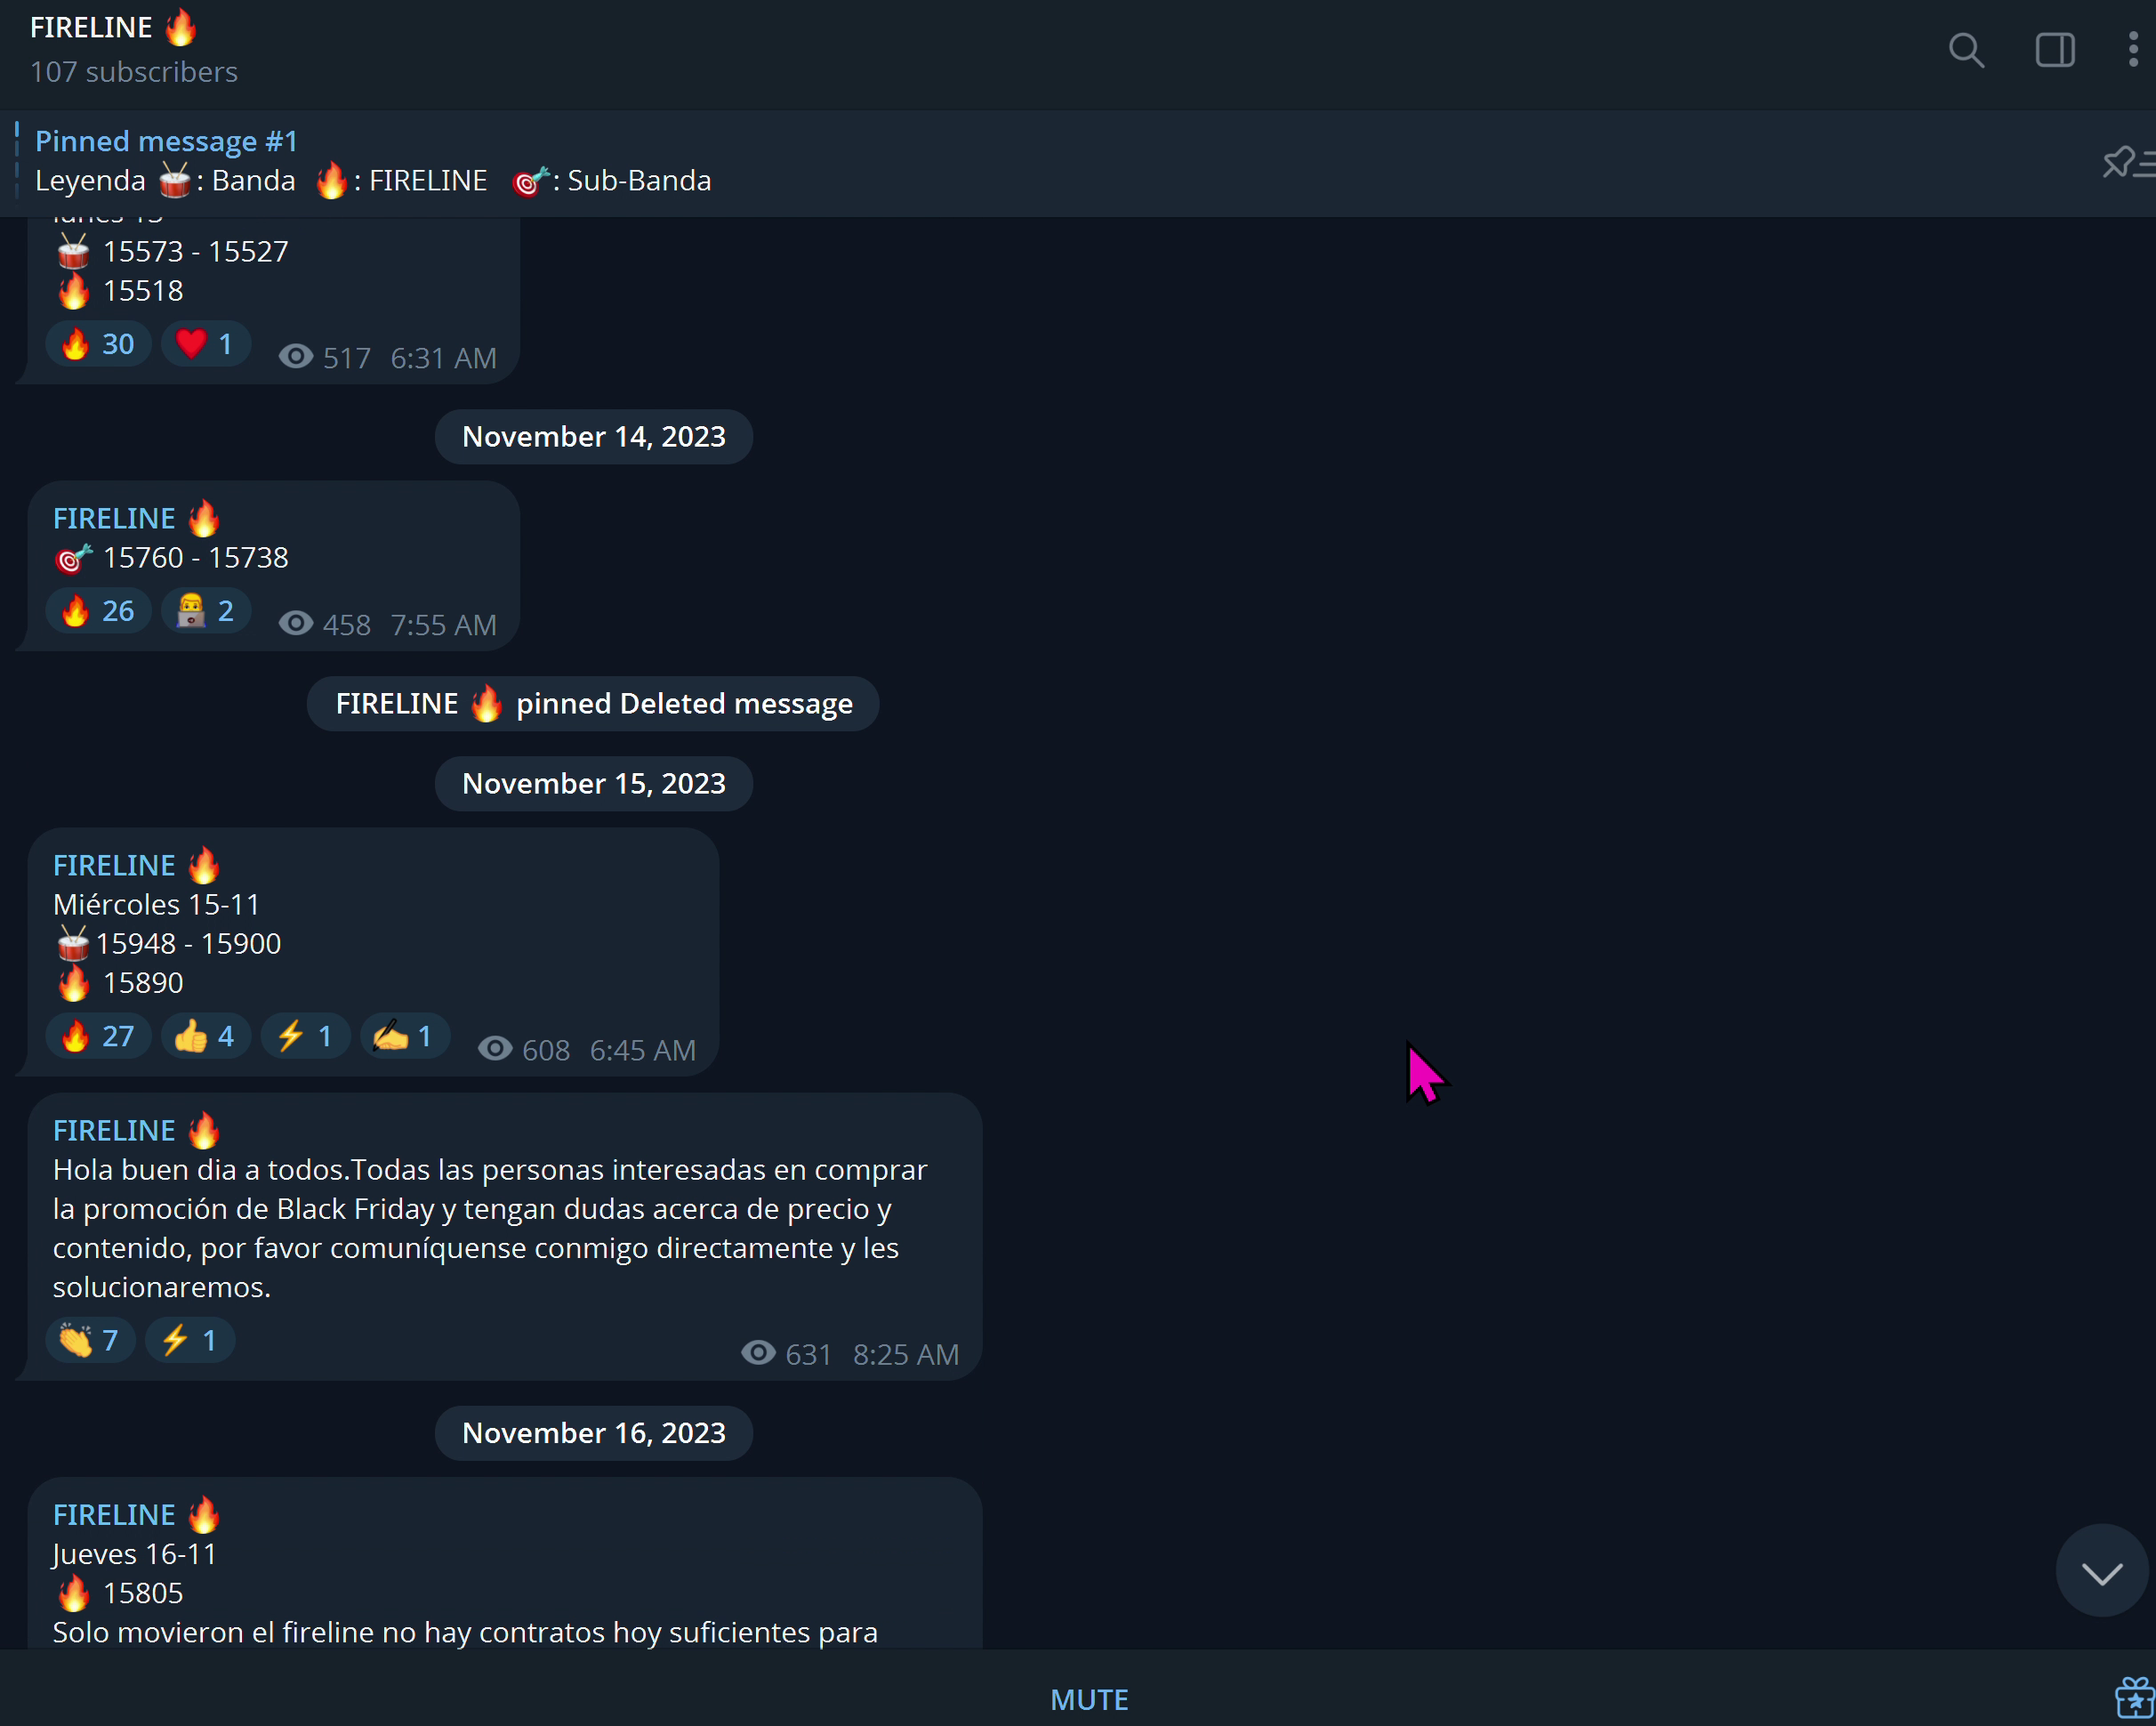 FIRELINE 🔥
107 subscribers
Pinned message #1
Leyenda 🥁: Banda 🔥: FIRELINE 🎯: Sub-Banda
🥁 15573 - 15527
🔥 15518
🔥 30 ❤️ 1 517 6:31 AM
November 14, 2023
FIRELINE 🔥
🎯 15760 - 15738
🔥 26 👨‍💻 2 458 7:55 AM
FIRELINE 🔥 pinned Deleted message
November 15, 2023
FIRELINE 🔥
Miércoles 15-11
🥁 15948 - 15900
🔥 15890
🔥 27 👍 4 ⚡ 1 ✍️ 1 608 6:45 AM
FIRELINE 🔥
Hola buen dia a todos.Todas las personas interesadas en comprar
la promoción de Black Friday y tengan dudas acerca de precio y
contenido, por favor comuníquense conmigo directamente y les
solucionaremos.
👏 7 ⚡ 1 631 8:25 AM
November 16, 2023
FIRELINE 🔥
Jueves 16-11
🔥 15805
Solo movieron el fireline no hay contratos hoy suficientes para
MUTE